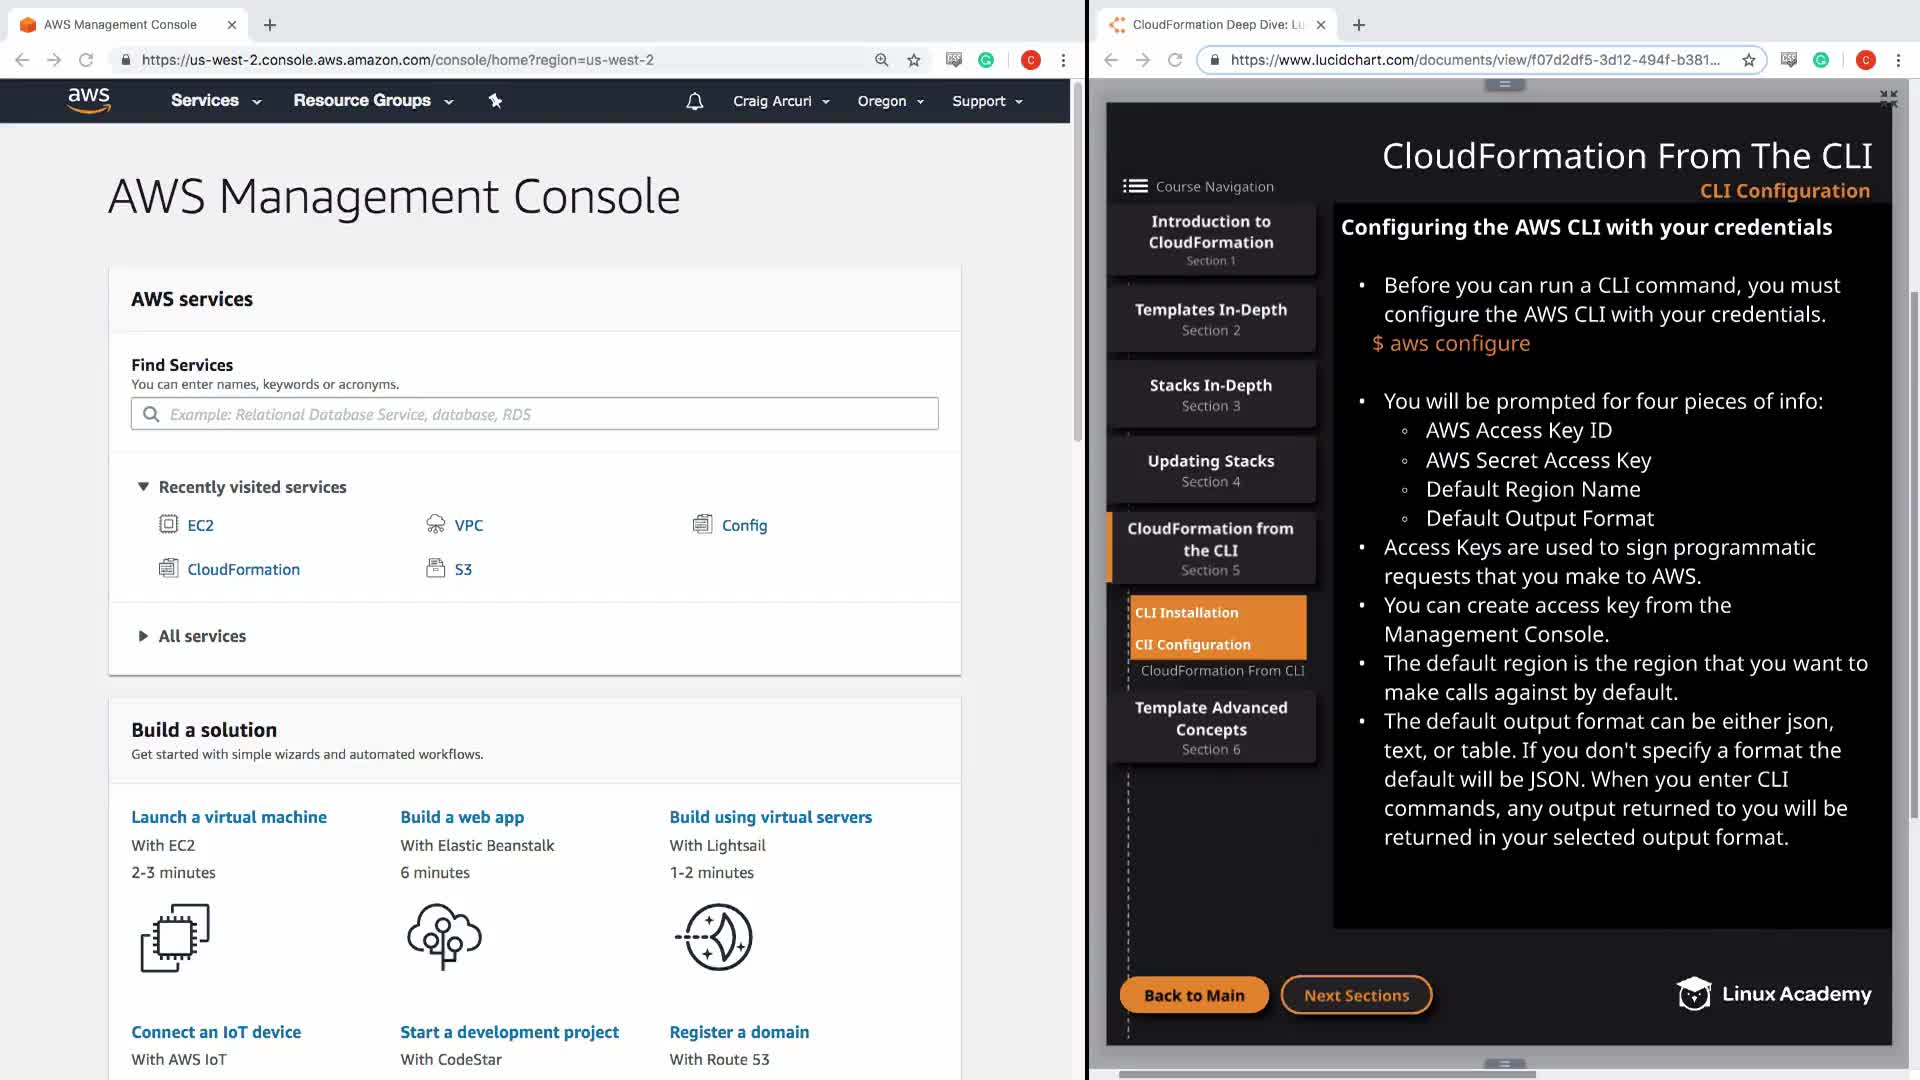 AWS Management Console
https://us-west-2.console.aws.amazon.com/console/home?region=us-west-2
aws
Services
Resource Groups
Craig Arcuri
Oregon
Support
AWS Management Console
AWS services
Find Services
You can enter names, keywords or acronyms.
Example: Relational Database Service, database, RDS
Recently visited services
EC2
VPC
Config
CloudFormation
S3
All services
Build a solution
Get started with simple wizards and automated workflows.
Launch a virtual machine
With EC2
2-3 minutes
Build a web app
With Elastic Beanstalk
6 minutes
Build using virtual servers
With Lightsail
1-2 minutes
Connect an IoT device
With AWS IoT
Start a development project
With CodeStar
Register a domain
With Route 53
CloudFormation Deep Dive: Lu
https://www.lucidchart.com/documents/view/f07d2df5-3d12-494f-b381...
C
C
CloudFormation From The CLI
CLI Configuration
Course Navigation
Introduction to
CloudFormation
Section 1
Templates In-Depth
Section 2
Stacks In-Depth
Section 3
Updating Stacks
Section 4
CloudFormation from
the CLI
Section 5
CLI Installation
ClI Configuration
CloudFormation From CLI
Template Advanced
Concepts
Section 6
Configuring the AWS CLI with your credentials
• Before you can run a CLI command, you must
configure the AWS CLI with your credentials.
$ aws configure
• You will be prompted for four pieces of info:
◦ AWS Access Key ID
◦ AWS Secret Access Key
◦ Default Region Name
◦ Default Output Format
• Access Keys are used to sign programmatic
requests that you make to AWS.
• You can create access key from the
Management Console.
• The default region is the region that you want to
make calls against by default.
• The default output format can be either json,
text, or table. If you don't specify a format the
default will be JSON. When you enter CLI
commands, any output returned to you will be
returned in your selected output format.
Back to Main
Next Sections
Linux Academy